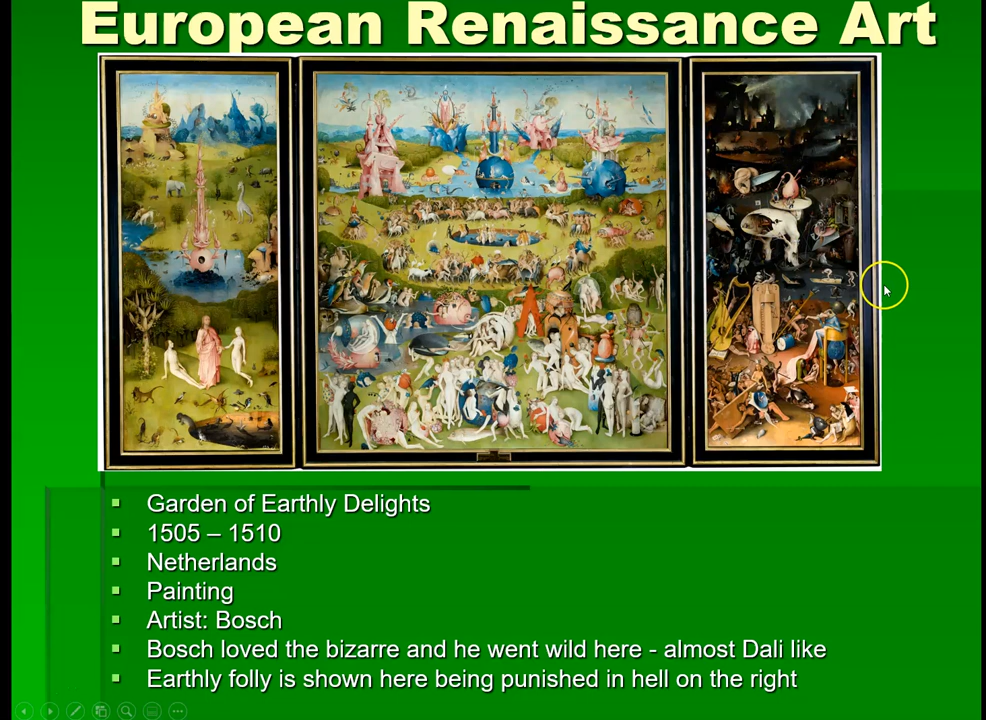 European Renaissance Art
Garden of Earthly Delights
1505 – 1510
Netherlands
Painting
Artist: Bosch
Bosch loved the bizarre and he went wild here - almost Dali like
Earthly folly is shown here being punished in hell on the right